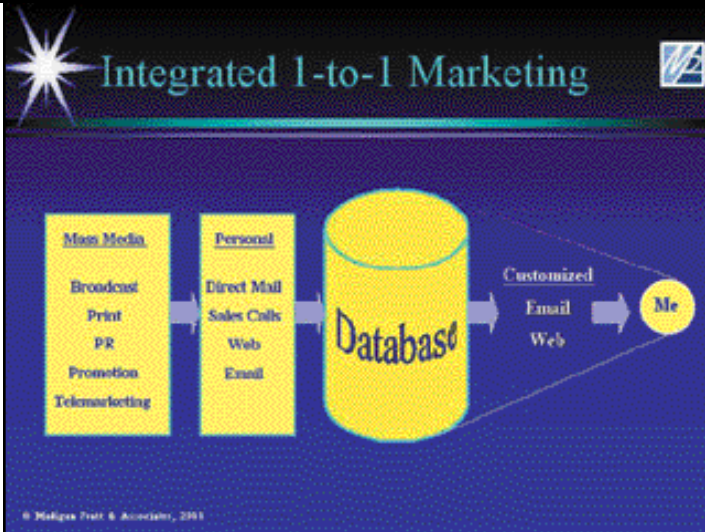 Integrated 1-to-1 Marketing
Mass Media
Broadcast
Print
PR
Promotion
Telemarketing
Personal
Direct Mail
Sales Calls
Web
Email
Database
Customized
Email
Web
Me
& Associates,